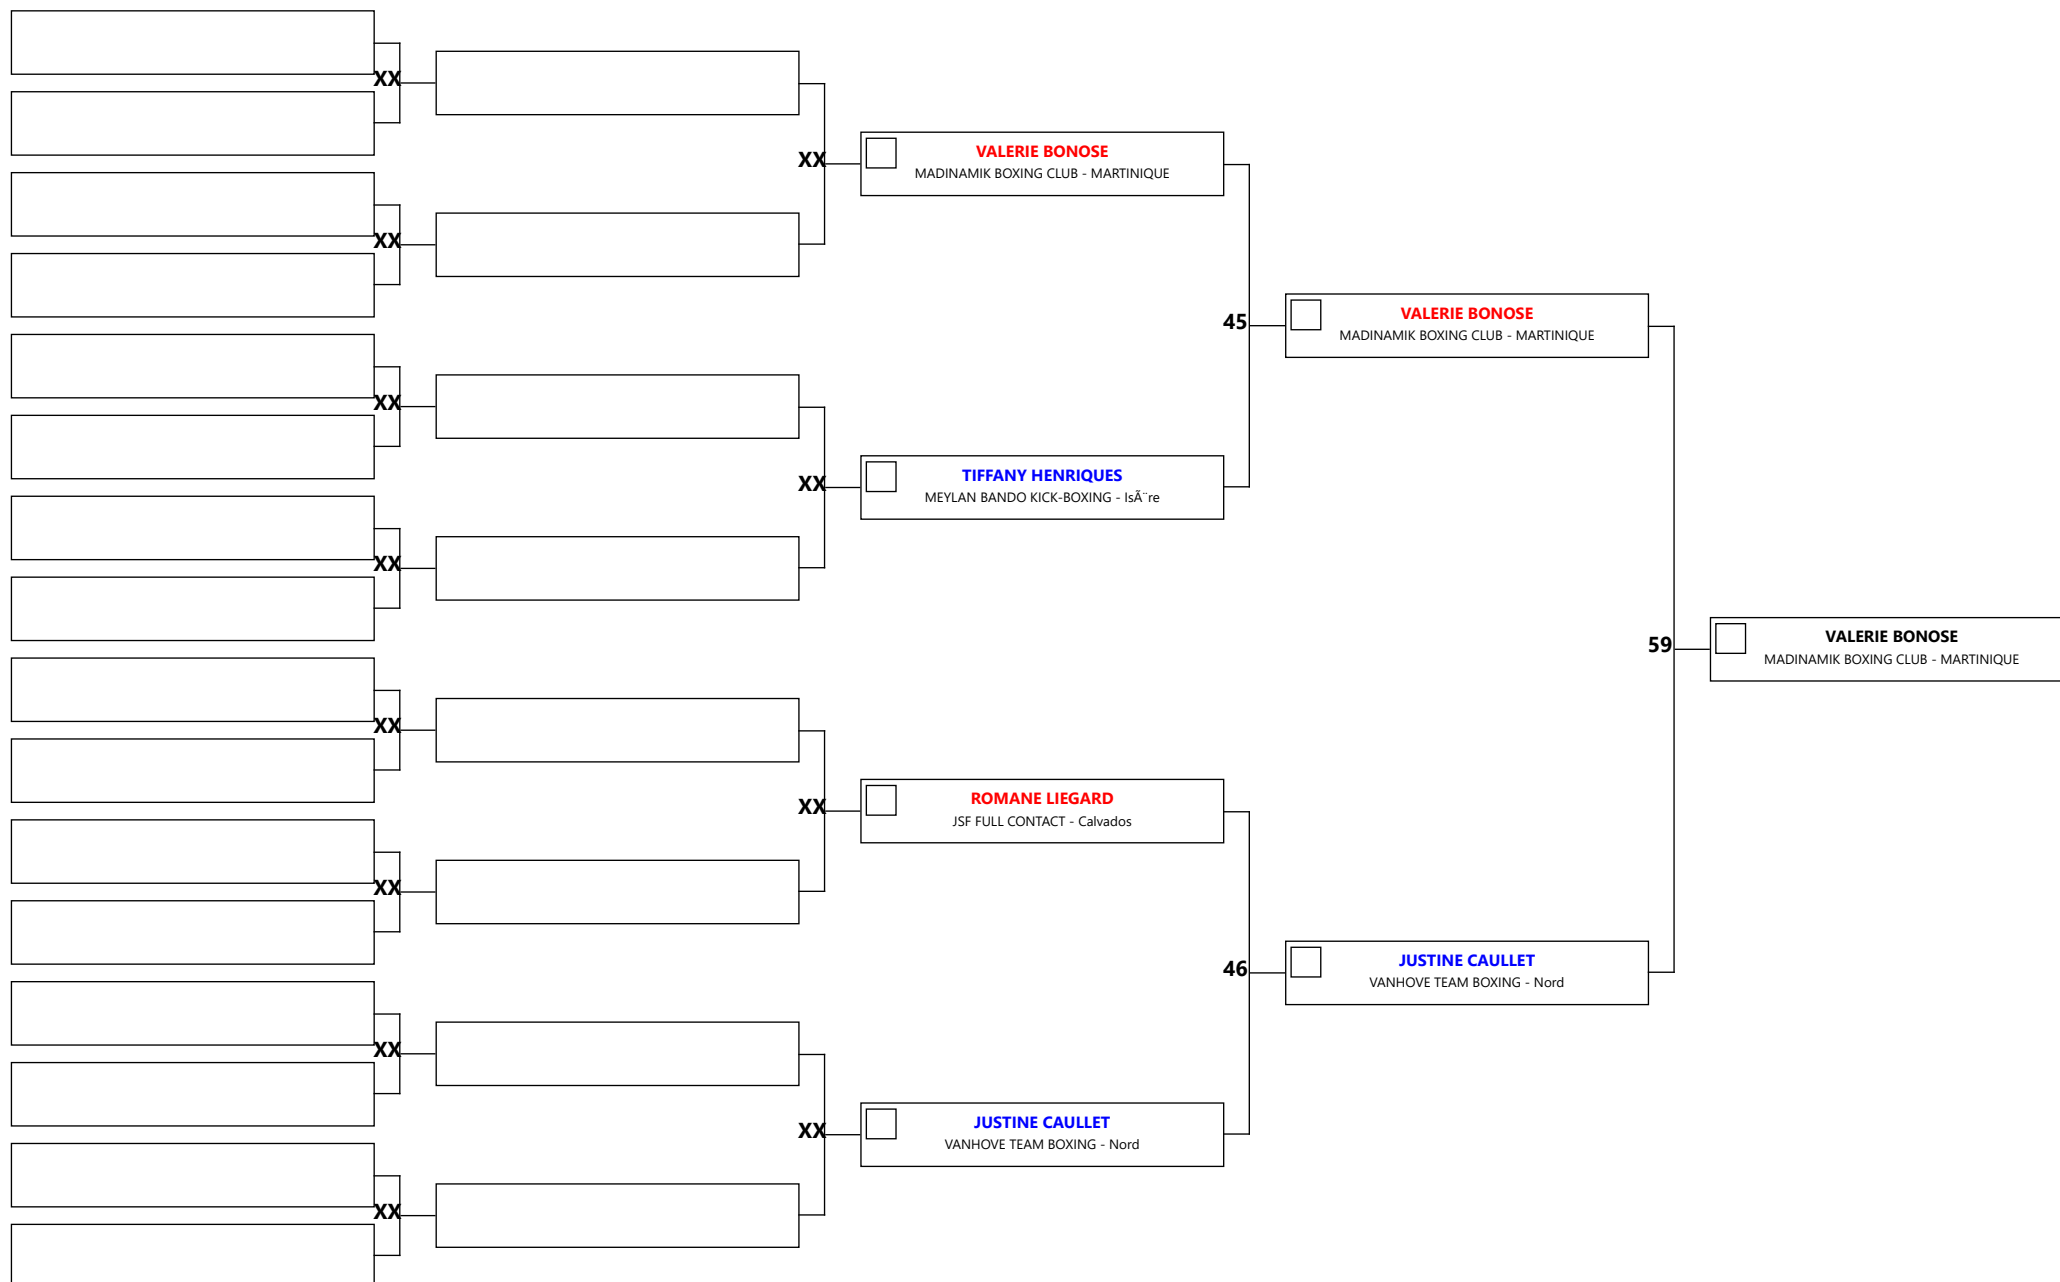 XX
XX
VALERIE BONOSE
MADINAMIK BOXING CLUB - MARTINIQUE
XX
45
VALERIE BONOSE
MADINAMIK BOXING CLUB - MARTINIQUE
XX
XX
TIFFANY HENRIQUES
MEYLAN BANDO KICK-BOXING - IsÃ¨re
XX
59
VALERIE BONOSE
MADINAMIK BOXING CLUB - MARTINIQUE
XX
XX
ROMANE LIEGARD
JSF FULL CONTACT - Calvados
XX
46
JUSTINE CAULLET
VANHOVE TEAM BOXING - Nord
XX
XX
JUSTINE CAULLET
VANHOVE TEAM BOXING - Nord
XX